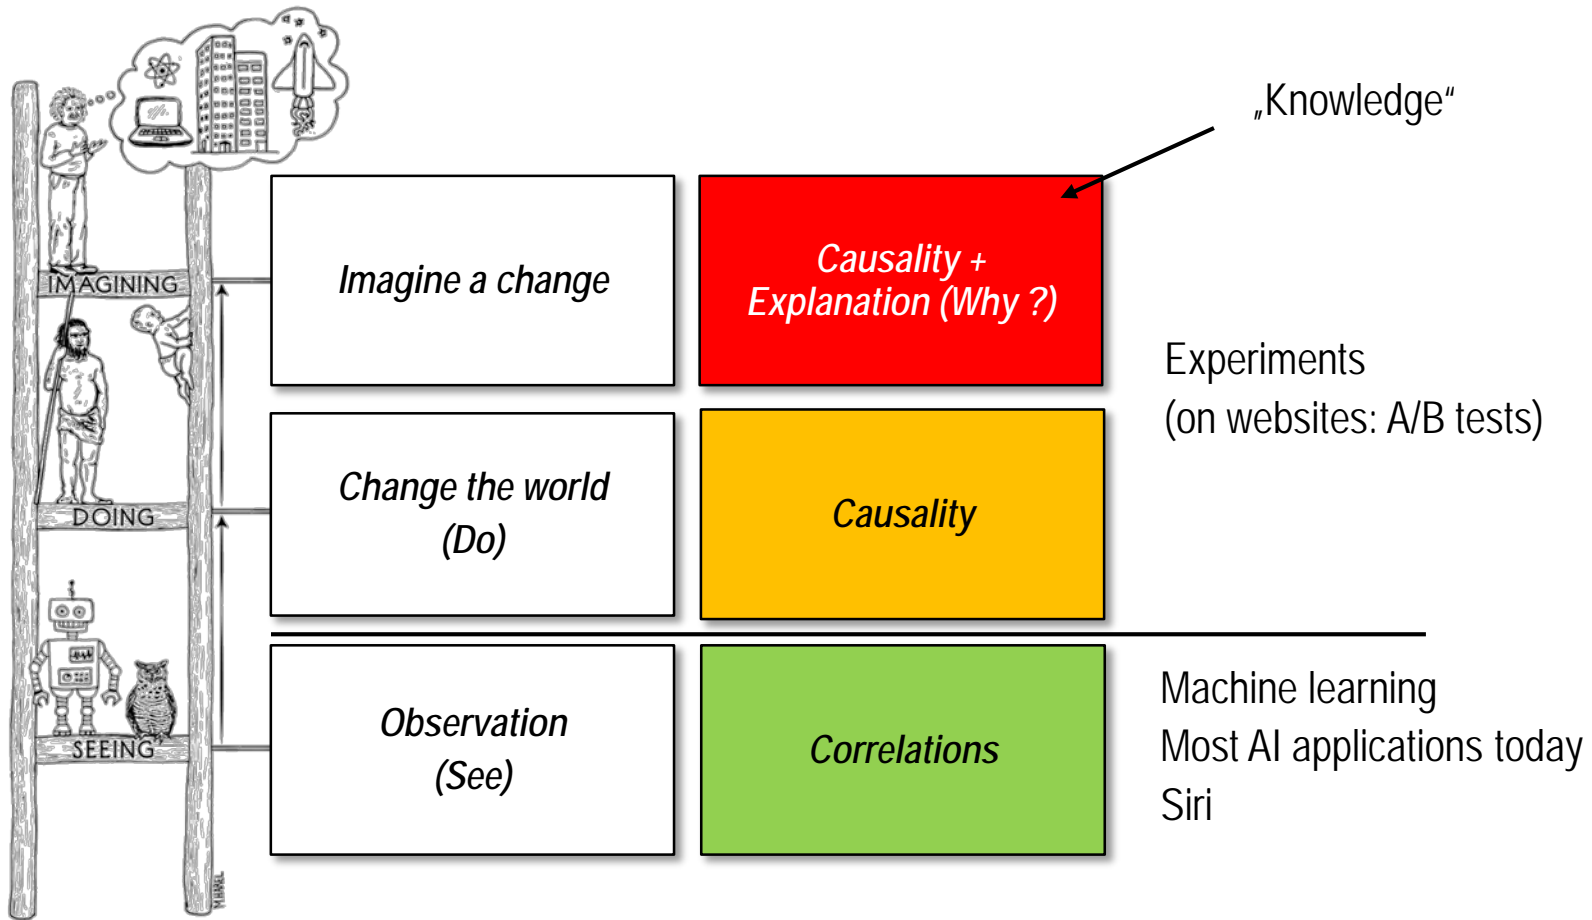 „Knowledge“
IMAGINING
Imagine a change
Causality +
Explanation (Why ?)
Experiments
(on websites: A/B tests)
DOING
Change the world
(Do)
Causality
SEEING
Observation
(See)
Correlations
Machine learning
Most AI applications today
Siri
M.HAREL